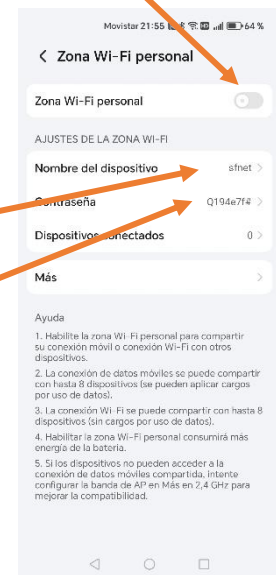 Movistar 21:55 64 %
Zona Wi-Fi personal
Zona Wi-Fi personal
AJUSTES DE LA ZONA WI-FI
Nombre del dispositivo sfnet
Contraseña Q194e7f#
Dispositivos conectados 0
Más
Ayuda
1. Habilite la zona Wi-Fi personal para compartir
su conexión móvil o conexión Wi-Fi con otros
dispositivos.
2. La conexión de datos móviles se puede compartir
con hasta 8 dispositivos (se pueden aplicar cargos
por uso de datos).
3. La conexión Wi-Fi se puede compartir con hasta 8
dispositivos (sin cargos por uso de datos).
4. Habilitar la zona Wi-Fi personal consumirá más
energía de la batería.
5. Si los dispositivos no pueden acceder a la
conexión de datos móviles compartida, intente
configurar la banda de AP en Más en 2,4 GHz para
mejorar la compatibilidad.